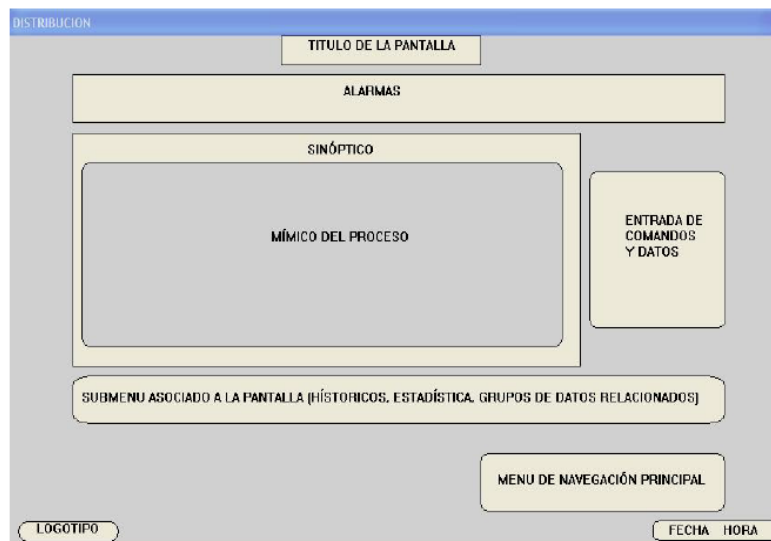 DISTRIBUCION
TITULO DE LA PANTALLA
ALARMAS
SINÓPTICO
MÍMICO DEL PROCESO
ENTRADA DE
COMANDOS
Y DATOS
SUBMENU ASOCIADO A LA PANTALLA (HÍSTORICOS, ESTADÍSTICA, GRUPOS DE DATOS RELACIONADOS)
MENU DE NAVEGACIÓN PRINCIPAL
LOGOTIPO
FECHA HORA